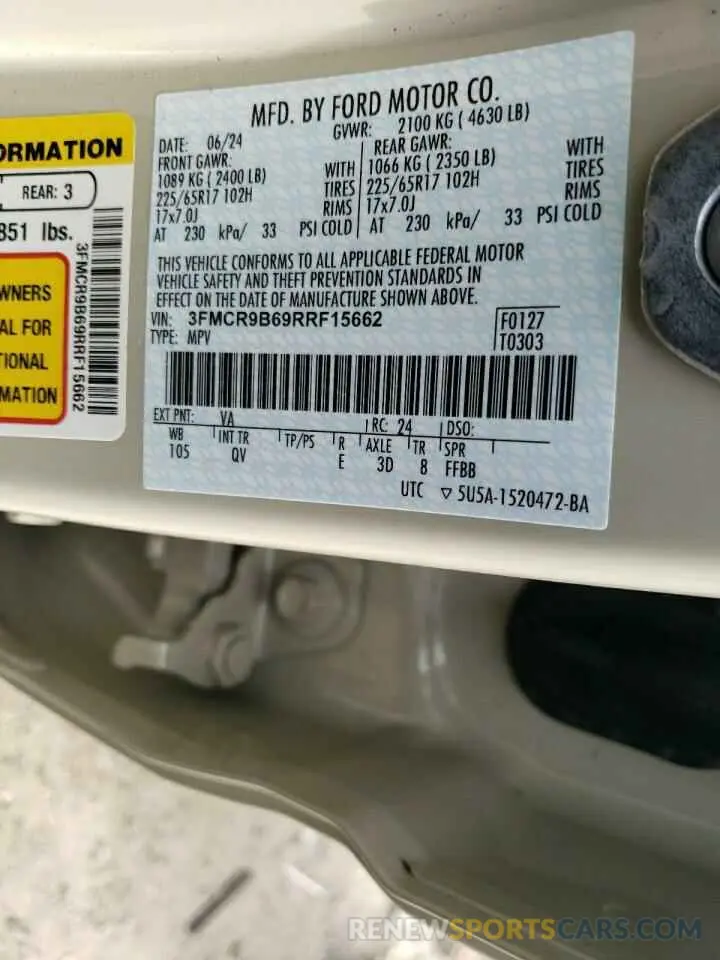 ORMATION
REAR: 3
851 lbs.
WNERS
AL FOR
TIONAL
MATION
3FMCR9B69RRF15662
MFD. BY FORD MOTOR CO.
DATE: 06/24 GVWR: 2100 KG ( 4630 LB)
FRONT GAWR: REAR GAWR:
1089 KG ( 2400 LB) WITH 1066 KG ( 2350 LB) WITH
225/65R17 102H TIRES 225/65R17 102H TIRES
17x7.0J RIMS 17x7.0J RIMS
AT 230 kPa/ 33 PSI COLD AT 230 kPa/ 33 PSI COLD
THIS VEHICLE CONFORMS TO ALL APPLICABLE FEDERAL MOTOR
VEHICLE SAFETY AND THEFT PREVENTION STANDARDS IN
EFFECT ON THE DATE OF MANUFACTURE SHOWN ABOVE.
VIN: 3FMCR9B69RRF15662 F0127
TYPE: MPV T0303
EXT PNT: VA RC: 24 DSO:
WB INT TR TP/PS R AXLE TR SPR
105 QV E 3D 8 FFBB
UTC ▽ 5U5A-1520472-BA
RENEWSPORTSCARS.COM